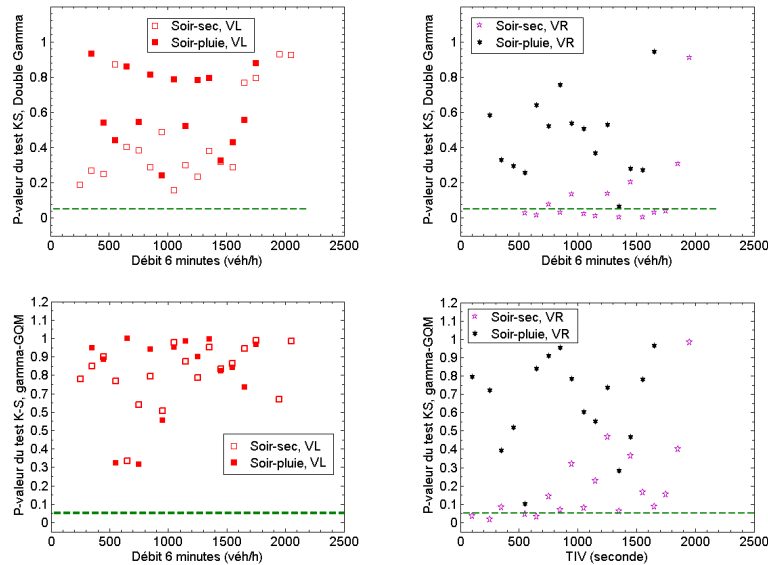 P-valeur du test KS, Double Gamma
1
0.8
0.6
0.4
0.2
0
Soir-sec, VL
Soir-pluie, VL
0 500 1000 1500 2000 2500
Débit 6 minutes (véh/h)
P-valeur du test KS, Double Gamma
1
0.8
0.6
0.4
0.2
0
Soir-sec, VR
Soir-pluie, VR
0 500 1000 1500 2000 2500
Débit 6 minutes (véh/h)
P-valeur du test K-S, gamma-GQM
1.2
1.1
1
0.9
0.8
0.7
0.6
0.5
0.4
0.3
0.2
0.1
0
Soir-sec, VL
Soir-pluie, VL
0 500 1000 1500 2000 2500
Débit 6 minutes (véh/h)
P-valeur du test KS, gamma-GQM
1.2
1.1
1
0.9
0.8
0.7
0.6
0.5
0.4
0.3
0.2
0.1
0
Soir-sec, VR
Soir-pluie, VR
0 500 1000 1500 2000 2500
TIV (seconde)